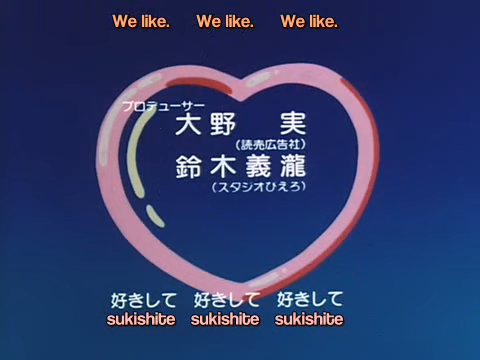 We like. We like. We like.
プロデューサー
大野 実
(読売広告社)
鈴木義瀧
(スタジオぴえろ)
好きして 好きして 好きして
sukishite sukishite sukishite